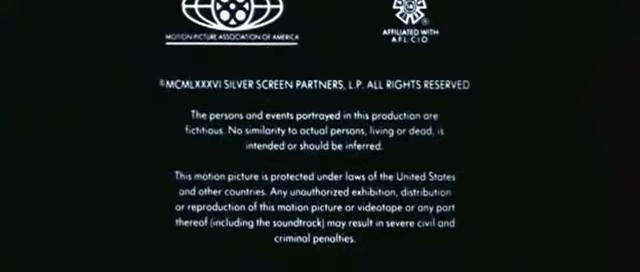 MOTION PICTURE ASSOCIATION OF AMERICA
AFFILIATED WITH
A.F.L.-C.I.O.
©MCMLXXXVI SILVER SCREEN PARTNERS, L.P. ALL RIGHTS RESERVED
The persons and events portrayed in this production are
fictitious. No similarity to actual persons, living or dead, is
intended or should be inferred.
This motion picture is protected under laws of the United States
and other countries. Any unauthorized exhibition, distribution
or reproduction of this motion picture or videotape or any part
thereof (including the soundtrack) may result in severe civil and
criminal penalties.